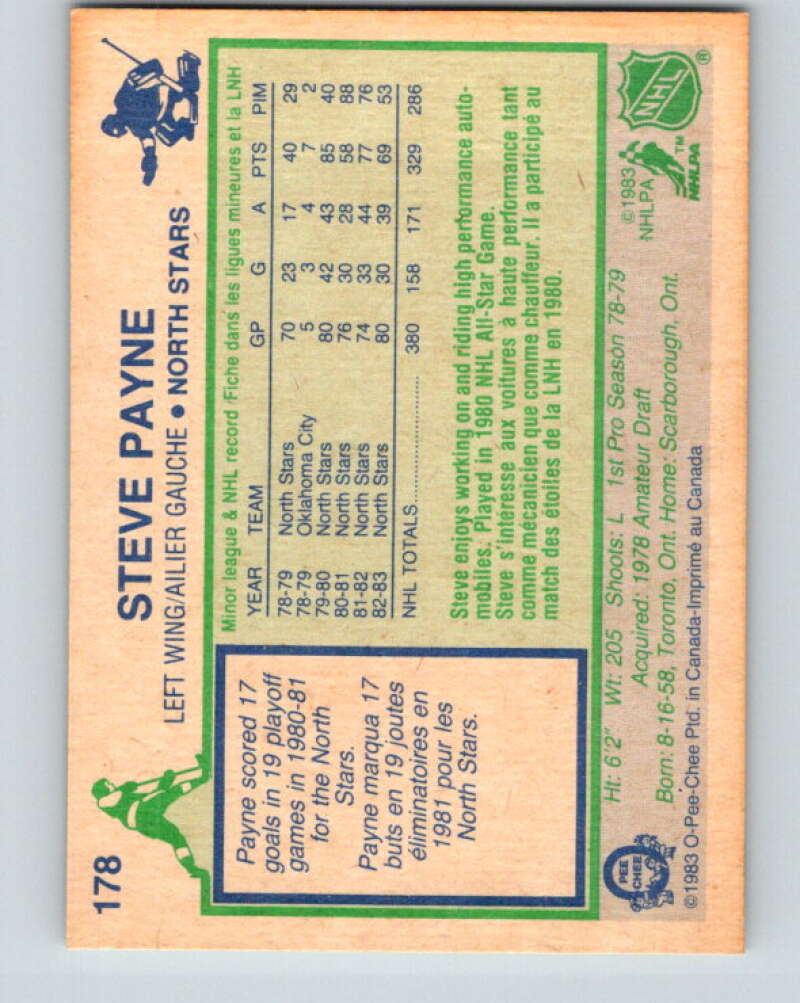 178
STEVE PAYNE
LEFT WING/AILIER GAUCHE • NORTH STARS
Payne scored 17
goals in 19 playoff
games in 1980-81
for the North
Stars.
Payne marqua 17
buts en 19 joutes
éliminatoires en
1981 pour les
North Stars.
Minor league & NHL record /Fiche dans les ligues mineures et la LNH
YEAR TEAM GP G A PTS PIM
78-79 North Stars 70 23 17 40 29
78-79 Oklahoma City 5 3 4 7 2
79-80 North Stars 80 42 43 85 40
80-81 North Stars 76 30 28 58 88
81-82 North Stars 74 33 44 77 76
82-83 North Stars 80 30 39 69 53
NHL TOTALS 380 158 171 329 286
Steve enjoys working on and riding high performance auto-
mobiles. Played in 1980 NHL All-Star Game.
Steve s'intéresse aux voitures à haute performance tant
comme mécanicien que comme chauffeur. Il a participé au
match des étoiles de la LNH en 1980.
Ht: 6'2" Wt: 205 Shoots: L 1st Pro Season 78-79
Acquired: 1978 Amateur Draft
Born: 8-16-58, Toronto, Ont. Home: Scarborough, Ont.
©1983 O-Pee-Chee Ptd. in Canada-Imprimé au Canada
O
PEE
CHEE
©1983
NHLPA
NHLPA
TM
NHL
®